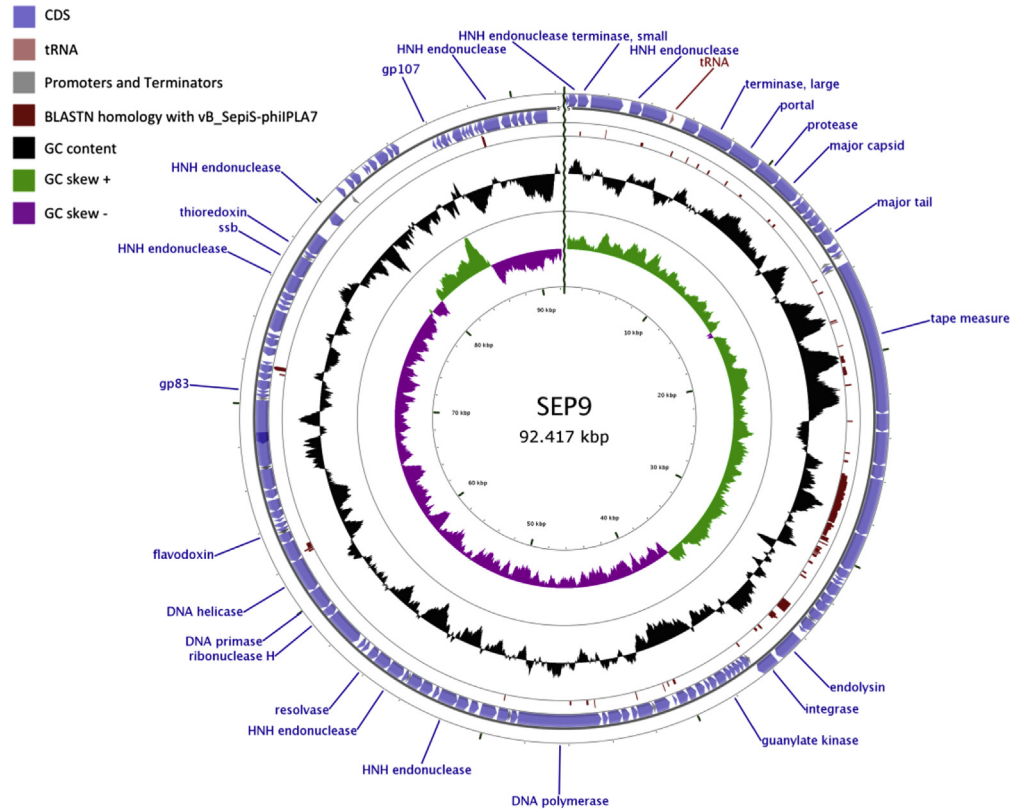 CDS
tRNA
Promoters and Terminators
BLASTN homology with vB_SepiS-phiIPLA7
GC content
GC skew +
GC skew -
HNH endonuclease terminase, small
HNH endonuclease
HNH endonuclease
tRNA
gp107
terminase, large
portal
protease
major capsid
HNH endonuclease
major tail
thioredoxin
ssb
HNH endonuclease
tape measure
gp83
flavodoxin
DNA helicase
DNA primase
ribonuclease H
resolvase
HNH endonuclease
HNH endonuclease
DNA polymerase
guanylate kinase
integrase
endolysin
90 kbp
10 kbp
80 kbp
20 kbp
70 kbp
SEP9
92.417 kbp
30 kbp
60 kbp
40 kbp
50 kbp